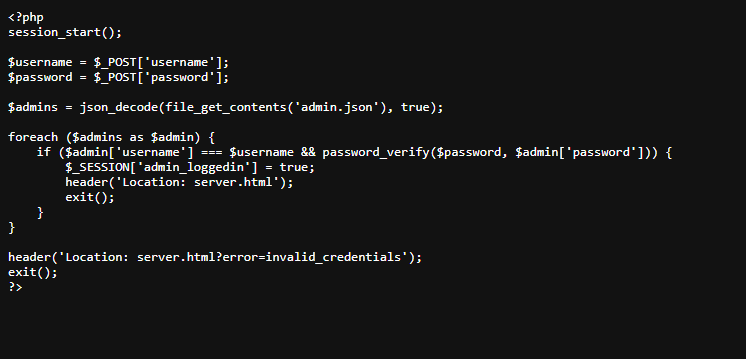 <?php
session_start();

$username = $_POST['username'];
$password = $_POST['password'];

$admins = json_decode(file_get_contents('admin.json'), true);

foreach ($admins as $admin) {
    if ($admin['username'] === $username && password_verify($password, $admin['password'])) {
        $_SESSION['admin_loggedin'] = true;
        header('Location: server.html');
        exit();
    }
}

header('Location: server.html?error=invalid_credentials');
exit();
?>